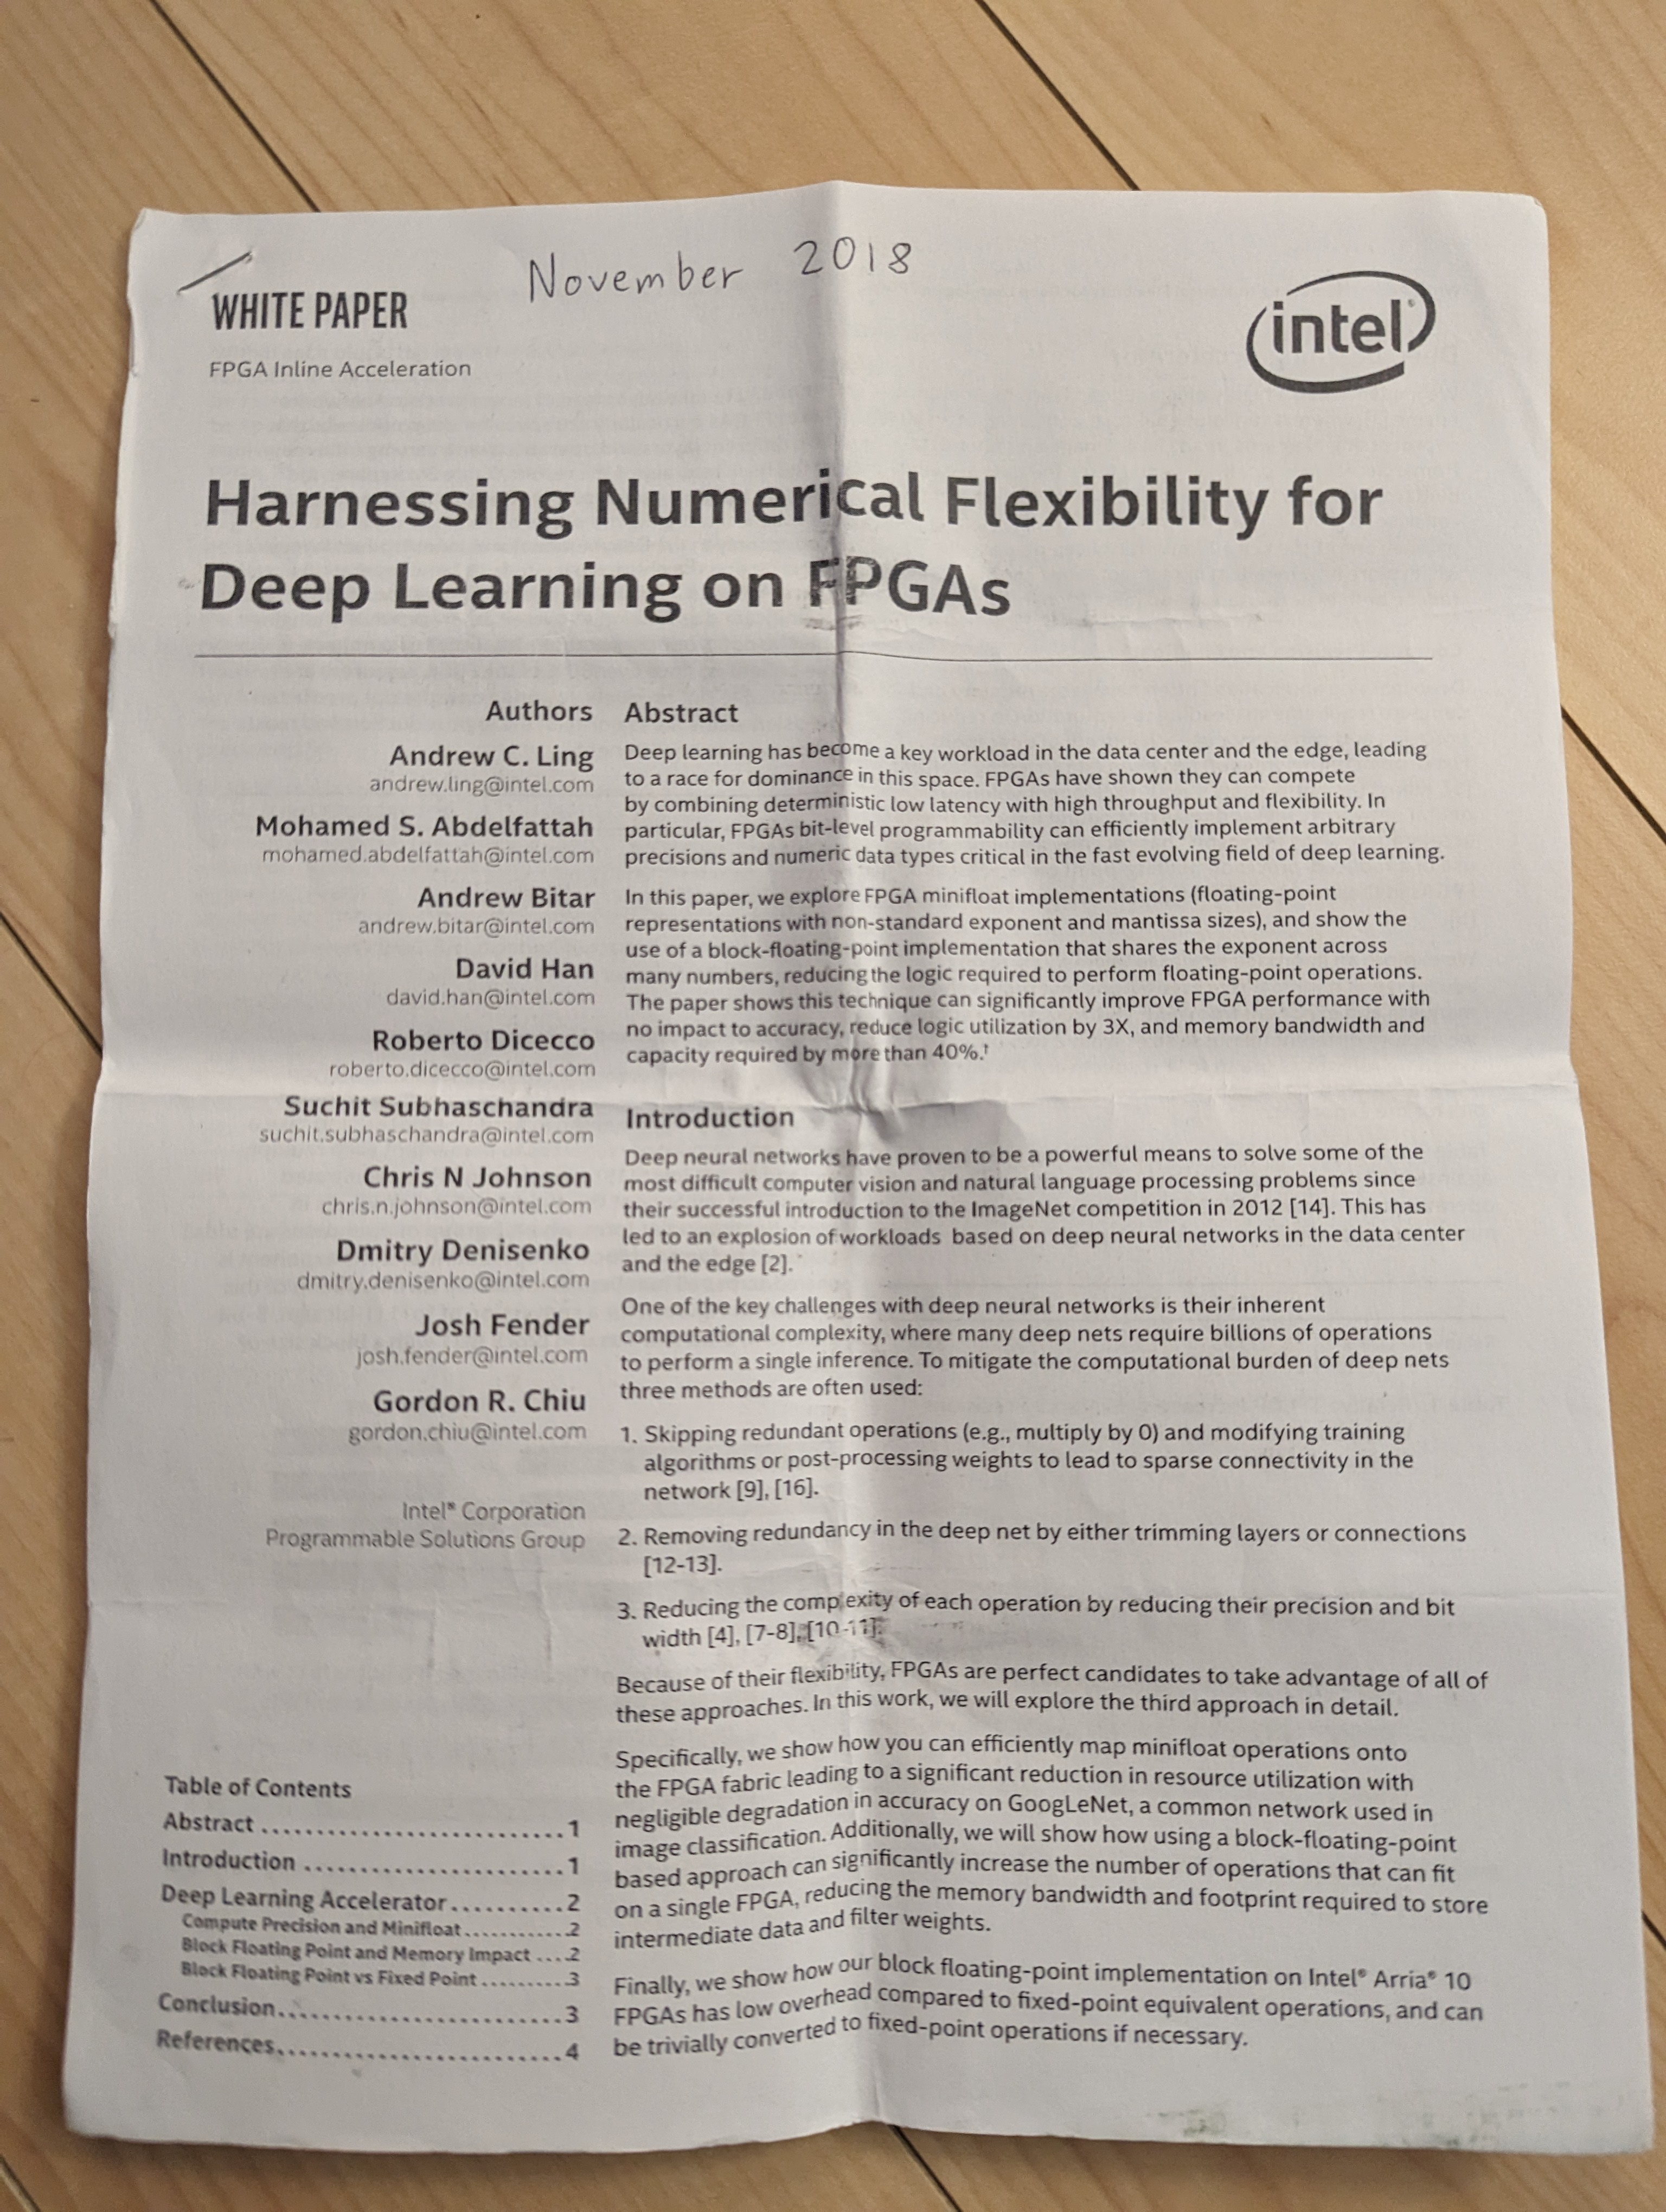 November 2018
WHITE PAPER
FPGA Inline Acceleration
intel®
Harnessing Numerical Flexibility for
Deep Learning on FPGAs
Authors
Andrew C. Ling
andrew.ling@intel.com
Mohamed S. Abdelfattah
mohamed.abdelfattah@intel.com
Andrew Bitar
andrew.bitar@intel.com
David Han
david.han@intel.com
Roberto Dicecco
roberto.dicecco@intel.com
Suchit Subhaschandra
suchit.subhaschandra@intel.com
Chris N Johnson
chris.n.johnson@intel.com
Dmitry Denisenko
dmitry.denisenko@intel.com
Josh Fender
josh.fender@intel.com
Gordon R. Chiu
gordon.chiu@intel.com
Intel® Corporation
Programmable Solutions Group
Table of Contents
Abstract ............................ 1
Introduction ........................ 1
Deep Learning Accelerator.......... 2
Compute Precision and Minifloat............2
Block Floating Point and Memory Impact ....2
Block Floating Point vs Fixed Point ..........3
Conclusion.......................... 3
References.......................... 4
Abstract
Deep learning has become a key workload in the data center and the edge, leading
to a race for dominance in this space. FPGAs have shown they can compete
by combining deterministic low latency with high throughput and flexibility. In
particular, FPGAs bit-level programmability can efficiently implement arbitrary
precisions and numeric data types critical in the fast evolving field of deep learning.
In this paper, we explore FPGA minifloat implementations (floating-point
representations with non-standard exponent and mantissa sizes), and show the
use of a block-floating-point implementation that shares the exponent across
many numbers, reducing the logic required to perform floating-point operations.
The paper shows this technique can significantly improve FPGA performance with
no impact to accuracy, reduce logic utilization by 3X, and memory bandwidth and
capacity required by more than 40%.†
Introduction
Deep neural networks have proven to be a powerful means to solve some of the
most difficult computer vision and natural language processing problems since
their successful introduction to the ImageNet competition in 2012 [14]. This has
led to an explosion of workloads based on deep neural networks in the data center
and the edge [2].
One of the key challenges with deep neural networks is their inherent
computational complexity, where many deep nets require billions of operations
to perform a single inference. To mitigate the computational burden of deep nets
three methods are often used:
1. Skipping redundant operations (e.g., multiply by 0) and modifying training
algorithms or post-processing weights to lead to sparse connectivity in the
network [9], [16].
2. Removing redundancy in the deep net by either trimming layers or connections
[12-13].
3. Reducing the complexity of each operation by reducing their precision and bit
width [4], [7-8], [10-11].
Because of their flexibility, FPGAs are perfect candidates to take advantage of all of
these approaches. In this work, we will explore the third approach in detail.
Specifically, we show how you can efficiently map minifloat operations onto
the FPGA fabric leading to a significant reduction in resource utilization with
negligible degradation in accuracy on GoogLeNet, a common network used in
image classification. Additionally, we will show how using a block-floating-point
based approach can significantly increase the number of operations that can fit
on a single FPGA, reducing the memory bandwidth and footprint required to store
intermediate data and filter weights.
Finally, we show how our block floating-point implementation on Intel® Arria® 10
FPGAs has low overhead compared to fixed-point equivalent operations, and can
be trivially converted to fixed-point operations if necessary.